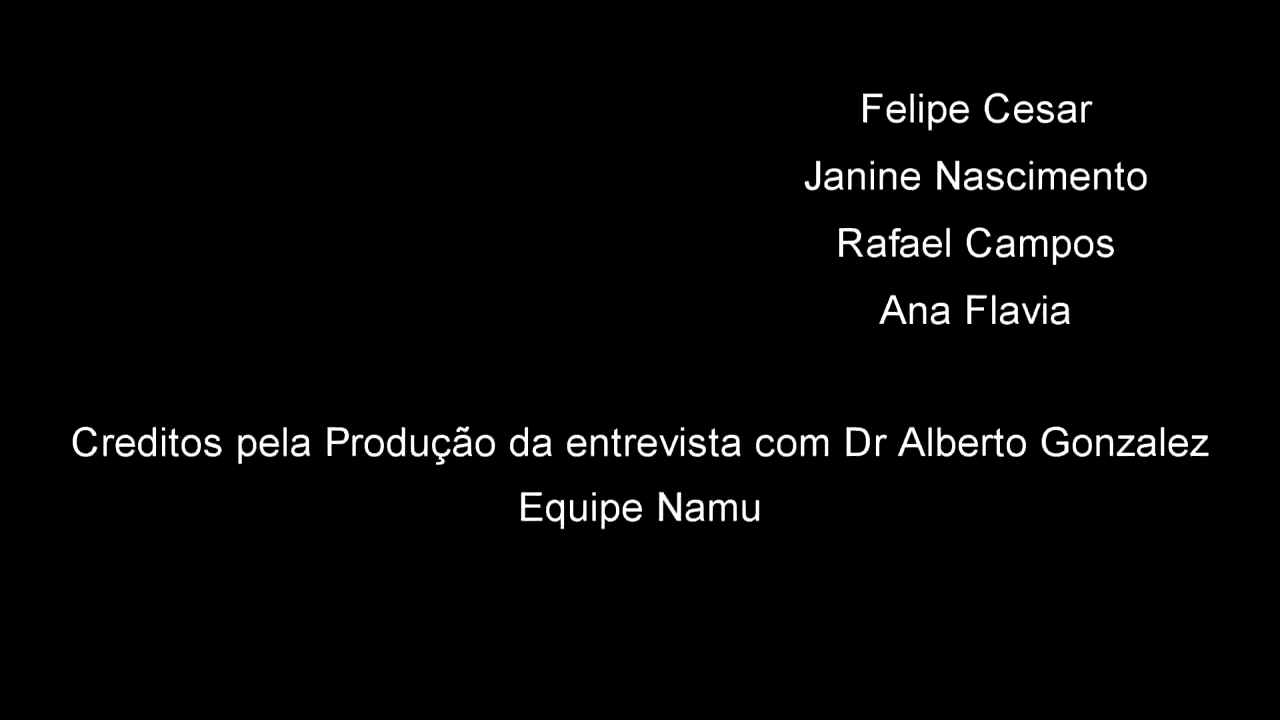 Felipe Cesar
Janine Nascimento
Rafael Campos
Ana Flavia
Creditos pela Produção da entrevista com Dr Alberto Gonzalez
Equipe Namu